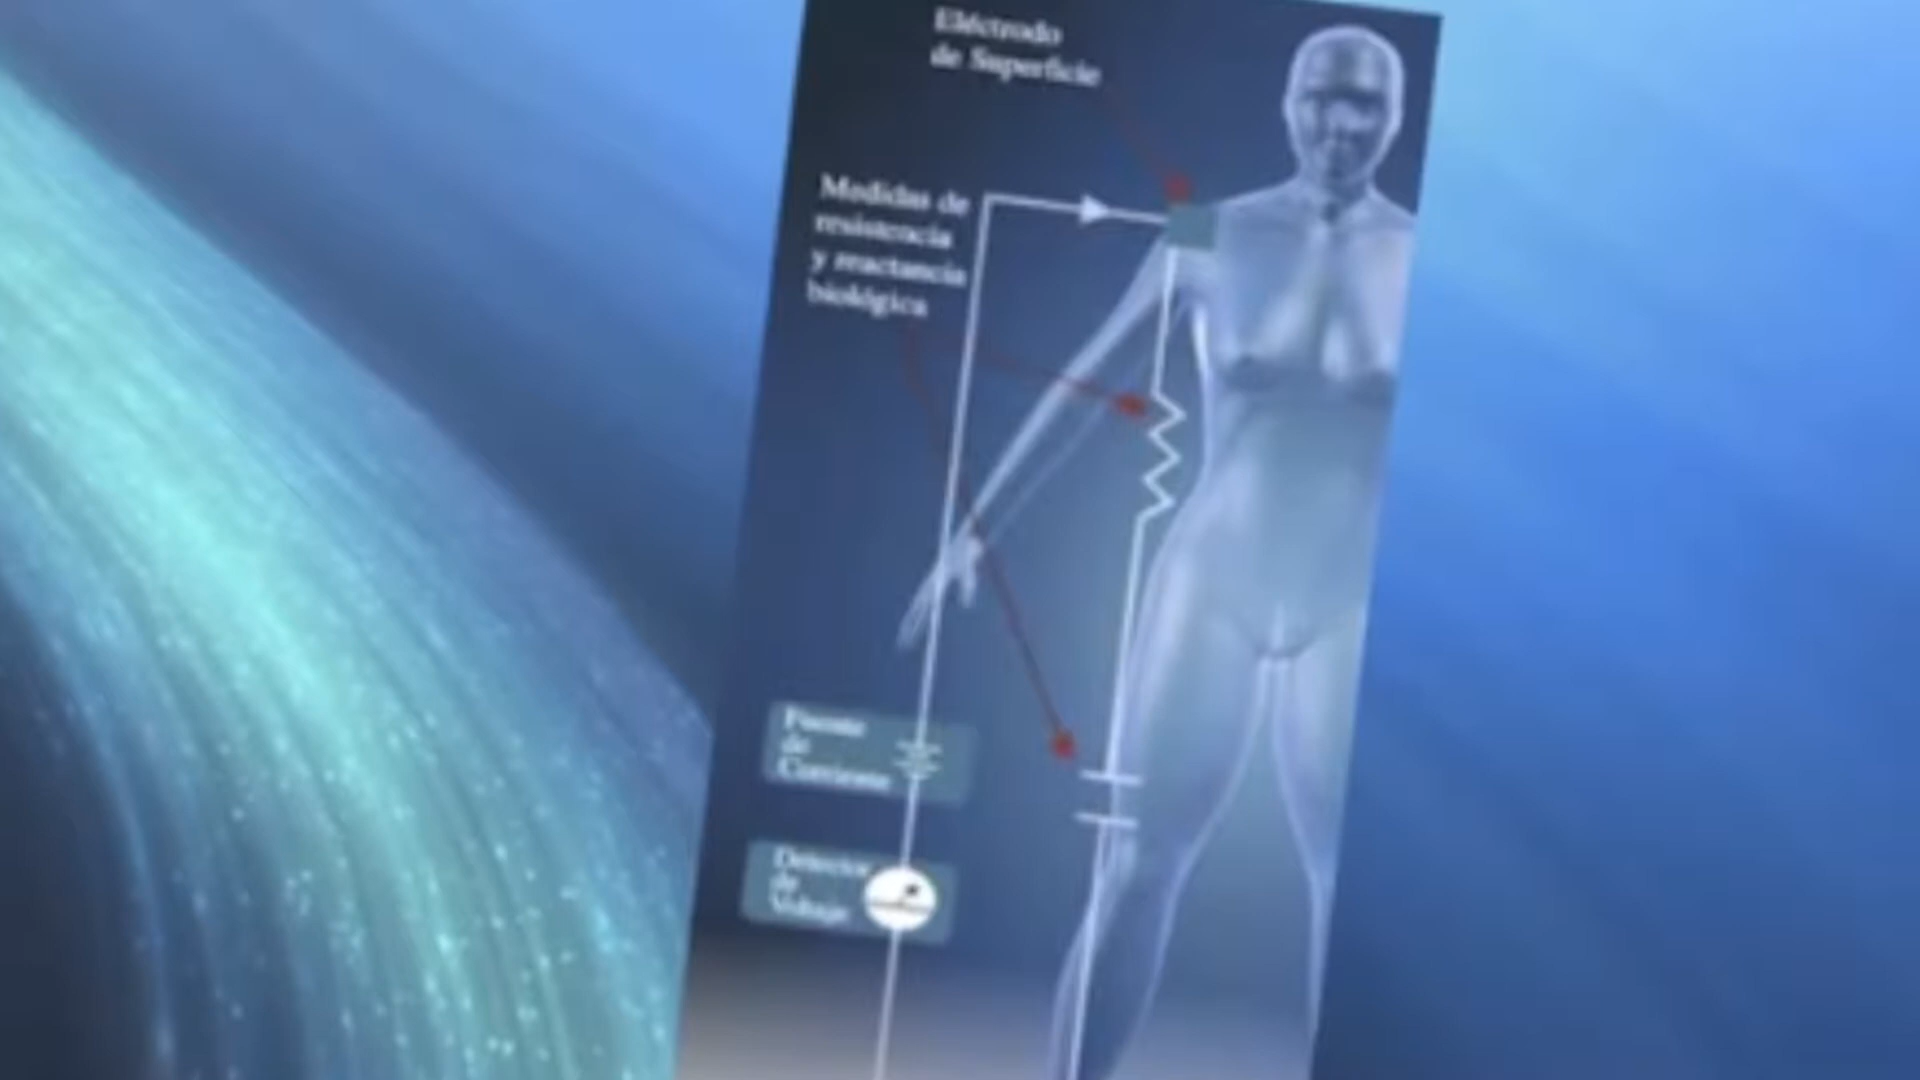 Eléctrodo
de Superficie
Medidas de
resistencia
y reactancia
biológica
Fuente
de
Corriente
Detector
de
Voltaje